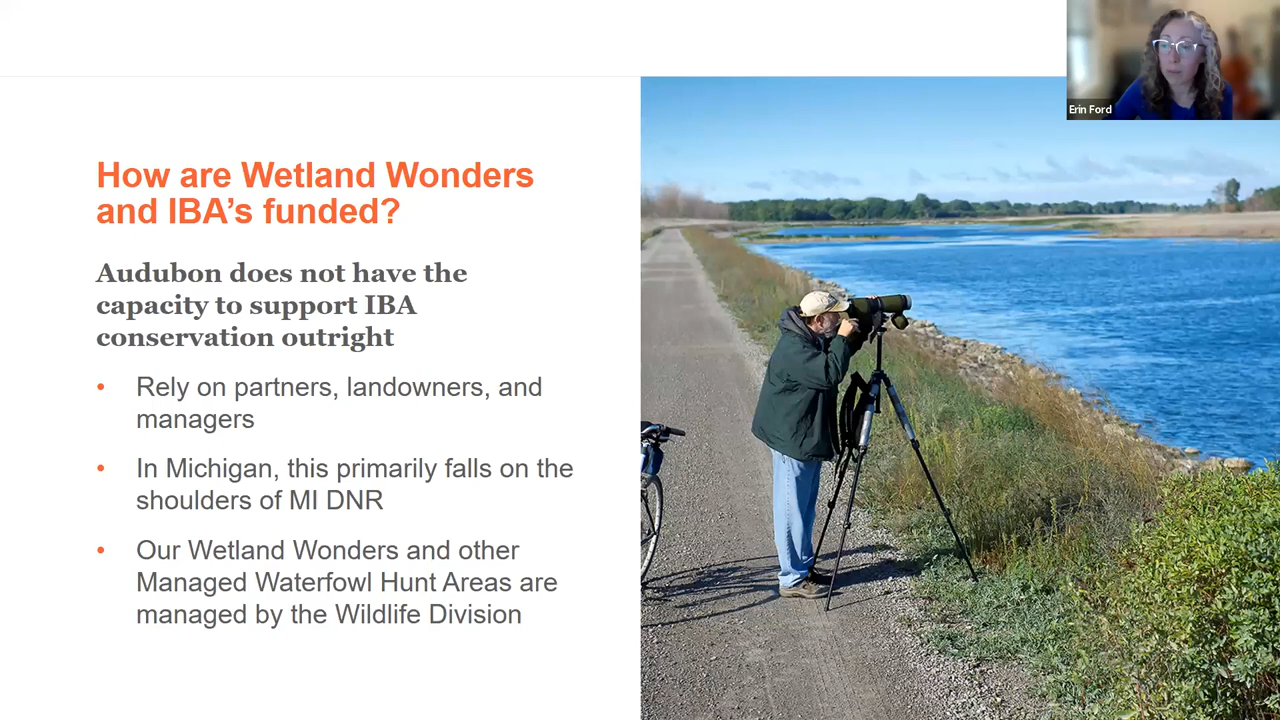 Erin Ford
How are Wetland Wonders
and IBA's funded?
Audubon does not have the
capacity to support IBA
conservation outright
• Rely on partners, landowners, and
managers
• In Michigan, this primarily falls on the
shoulders of MI DNR
• Our Wetland Wonders and other
Managed Waterfowl Hunt Areas are
managed by the Wildlife Division